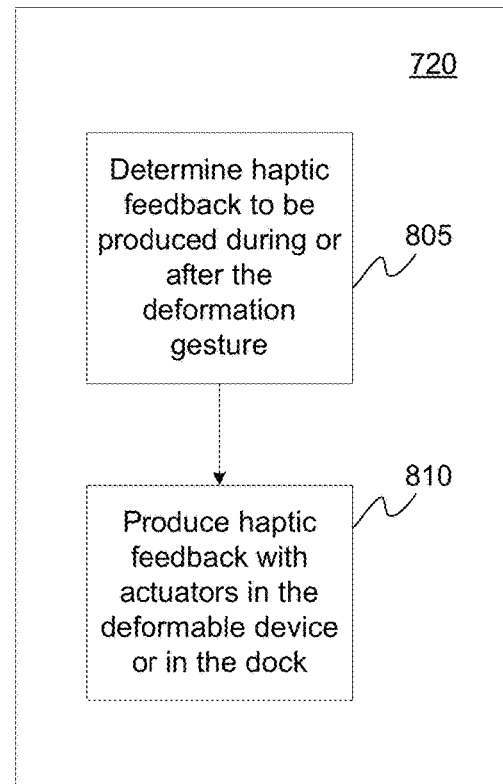 720
Determine haptic
feedback to be
produced during or
after the
deformation
gesture
805
810
Produce haptic
feedback with
actuators in the
deformable device
or in the dock